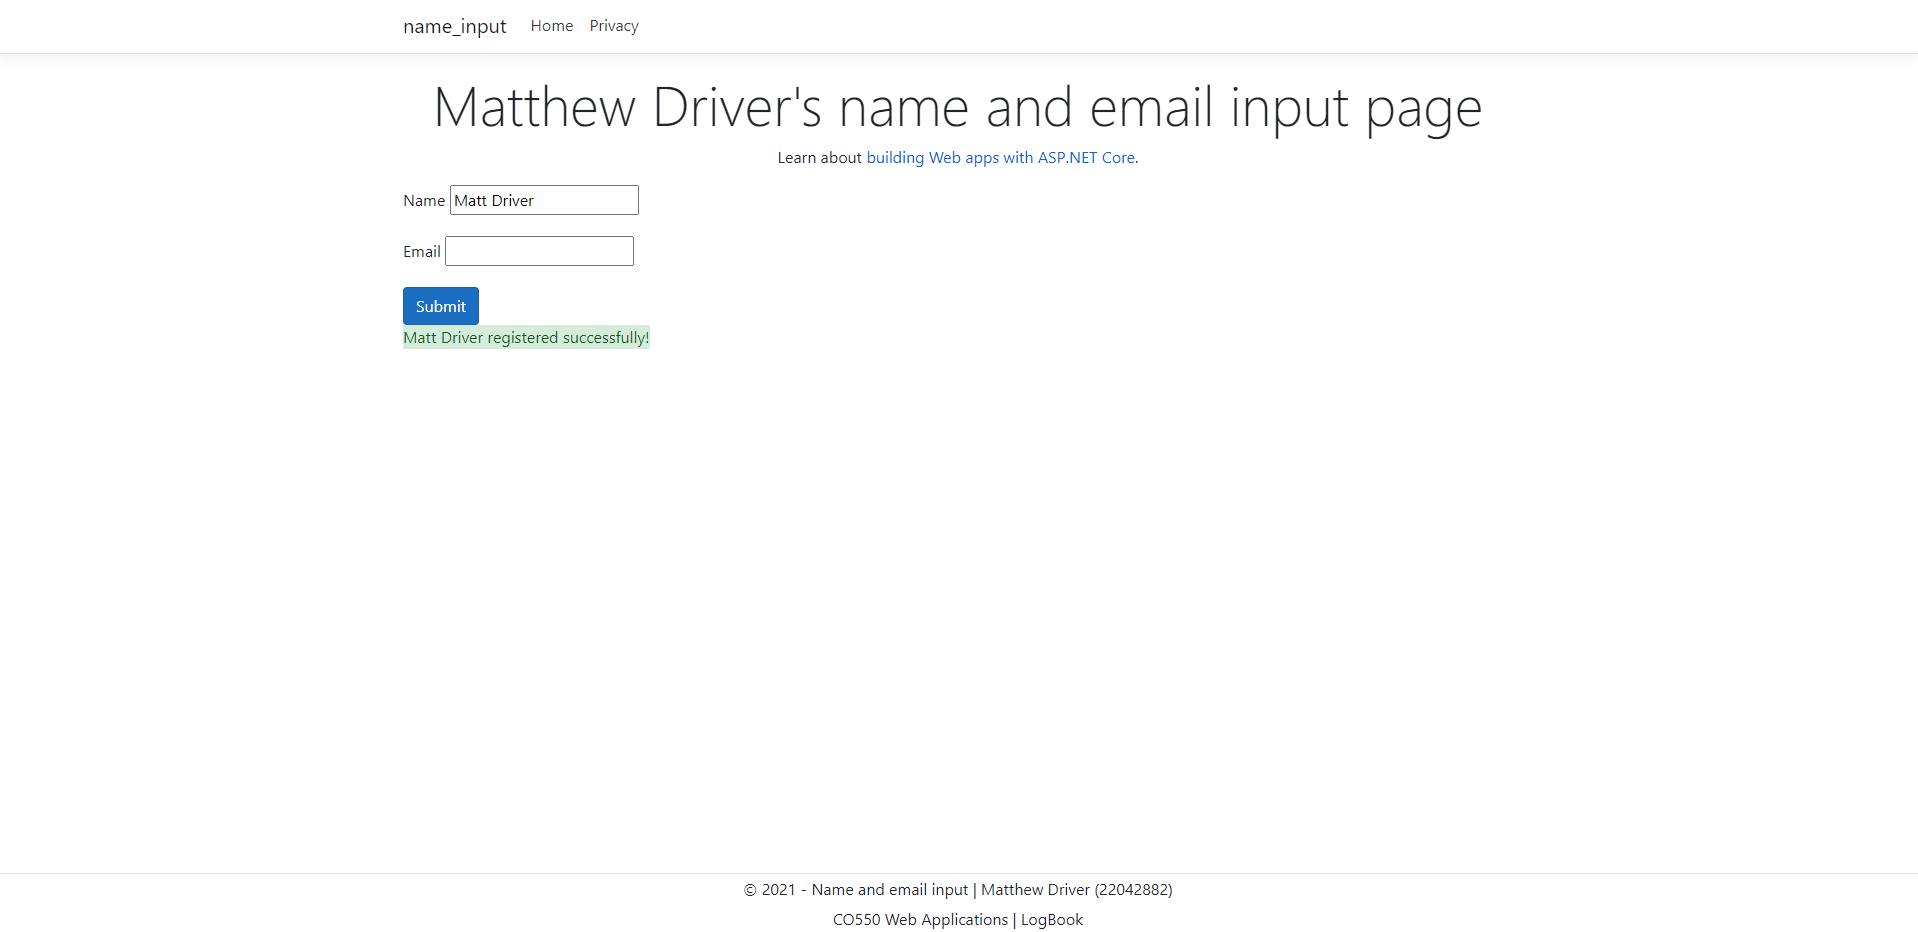 name_input Home Privacy
Matthew Driver's name and email input page
Learn about building Web apps with ASP.NET Core.
Name Matt Driver
Email
Submit
Matt Driver registered successfully!
© 2021 - Name and email input | Matthew Driver (22042882)
CO550 Web Applications | LogBook